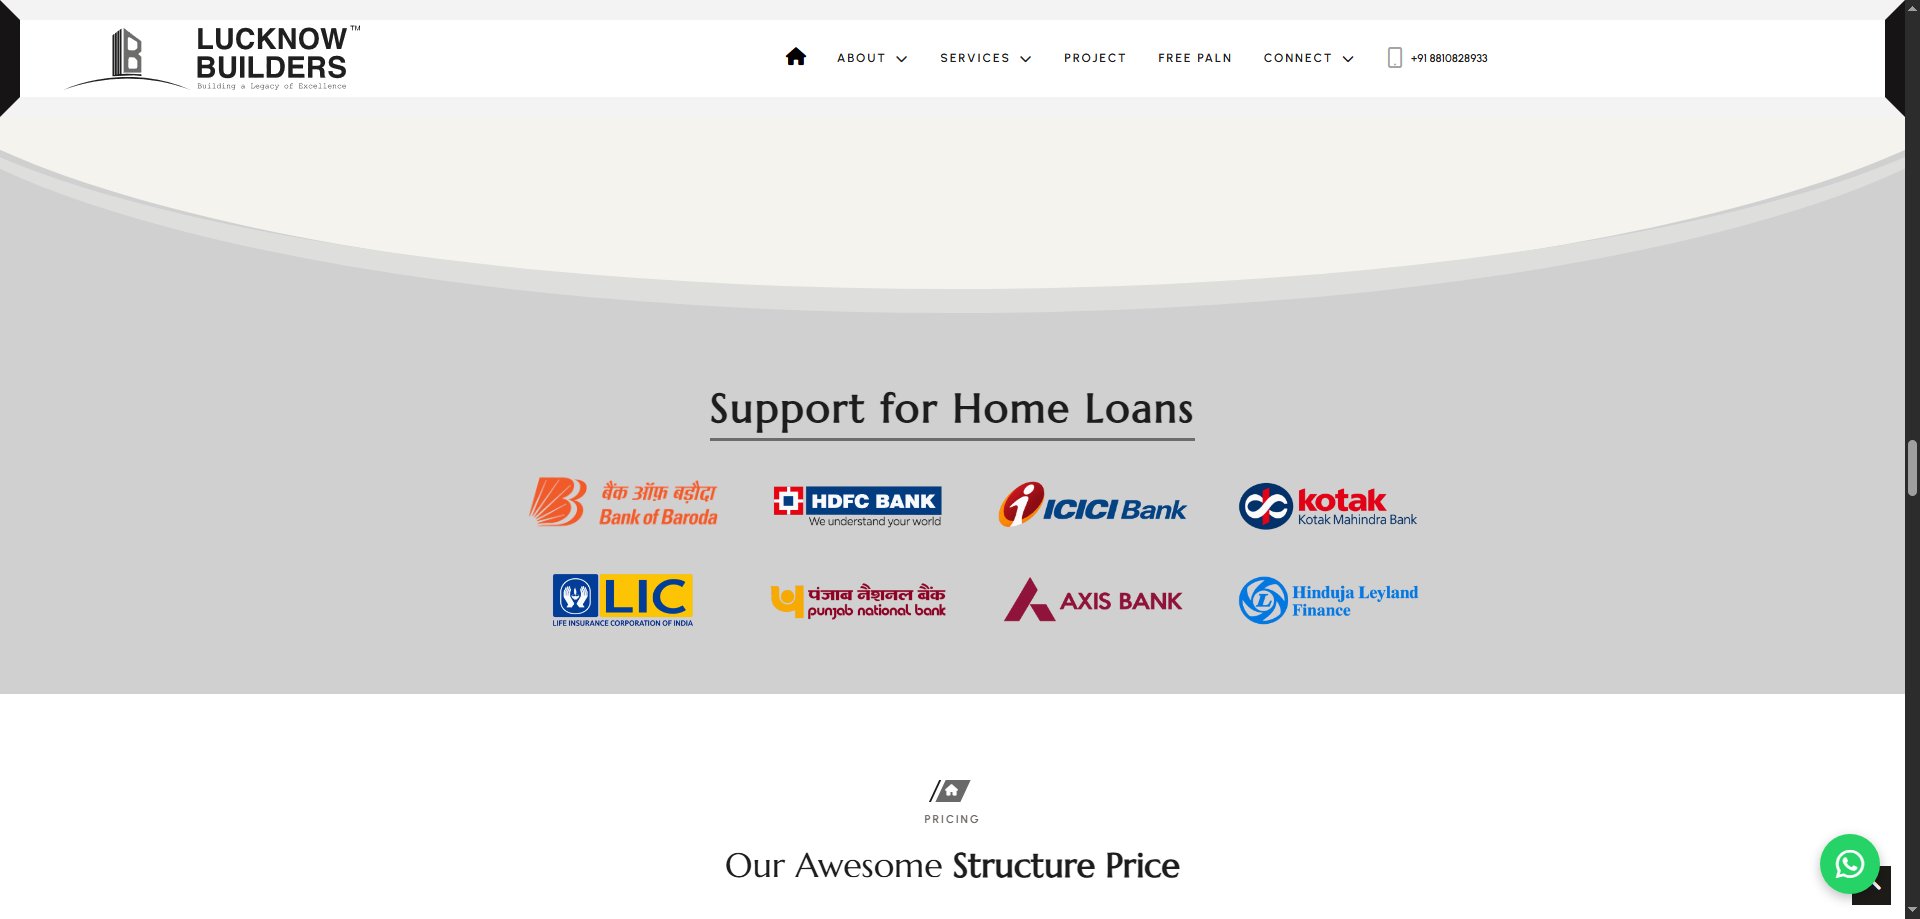 LUCKNOW™
BUILDERS
Building a Legacy of Excellence
ABOUT SERVICES PROJECT FREE PALN CONNECT +91 8810828933
Support for Home Loans
बैंक ऑफ़ बड़ौदा
Bank of Baroda
HDFC BANK
We understand your world
i ICICI Bank
kotak
Kotak Mahindra Bank
LIC
LIFE INSURANCE CORPORATION OF INDIA
पंजाब नैशनल बैंक
punjab national bank
AXIS BANK
L Hinduja Leyland
Finance
PRICING
Our Awesome Structure Price